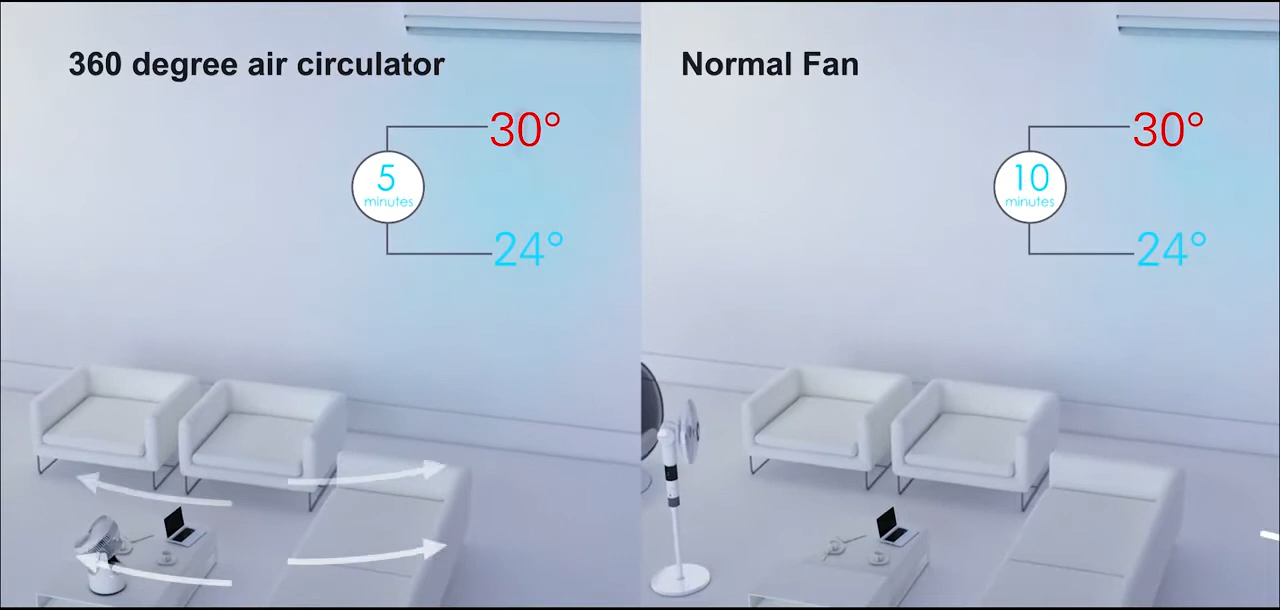 360 degree air circulator
30°
5
minutes
24°
Normal Fan
30°
10
minutes
24°